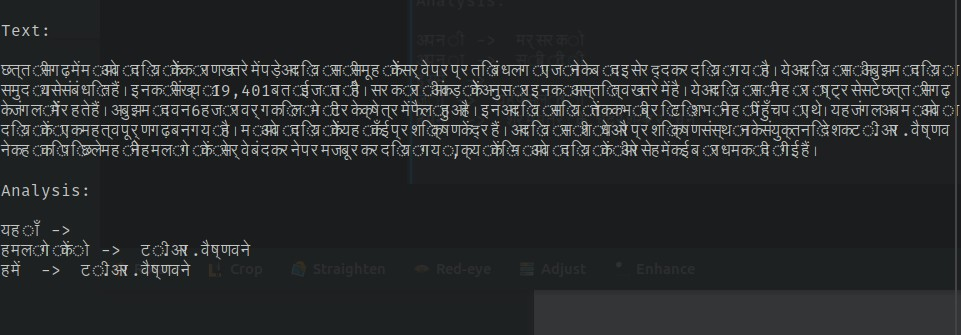 Analysis:
Text:
छत्तीसगढ़ में माओवादियों के कारण खतरे में पड़े आदिवासी समूह के सर्वे पर प्रतिबंध लगाए जाने के बाद इसे रद्द कर दिया गया है। ये आदिवासी अबुझमाडिया
समुदाय से संबंधित हैं। इनकी संख्या 19,401 बताई जाती है। सरकारी आंकड़ों के अनुसार इनका अस्तित्व खतरे में है। ये आदिवासी महाराष्ट्र से सटे छत्तीसगढ़
के जंगलों में रहते हैं। अबुझमाड वन 6 हजार वर्ग किलोमीटर के क्षेत्र में फैला हुआ है। इन आदिवासियों तक कभी ब्रिटिश भी नहीं पहुँच पाए थे। यह जंगल अब माओवा
दियों के एक महत्वपूर्ण गढ़ बन गया है। माओवादियों के यहाँ कई प्रशिक्षण केंद्र हैं। आदिवासी शोध और प्रशिक्षण संस्थान के संयुक्त निदेशक टी.आर.वैष्णव
ने कहा कि पिछले महीने हम लोगों को सर्वे बंद करने पर मजबूर कर दिया गया, क्योंकि माओवादियों की ओर से हमें कई बार धमकी दी गई हैं।
Analysis:
यहाँ ->
हम लोगों को -> टी.आर.वैष्णव ने
हमें -> टी.आर.वैष्णव ने
Crop Straighten Red-eye Adjust Enhance